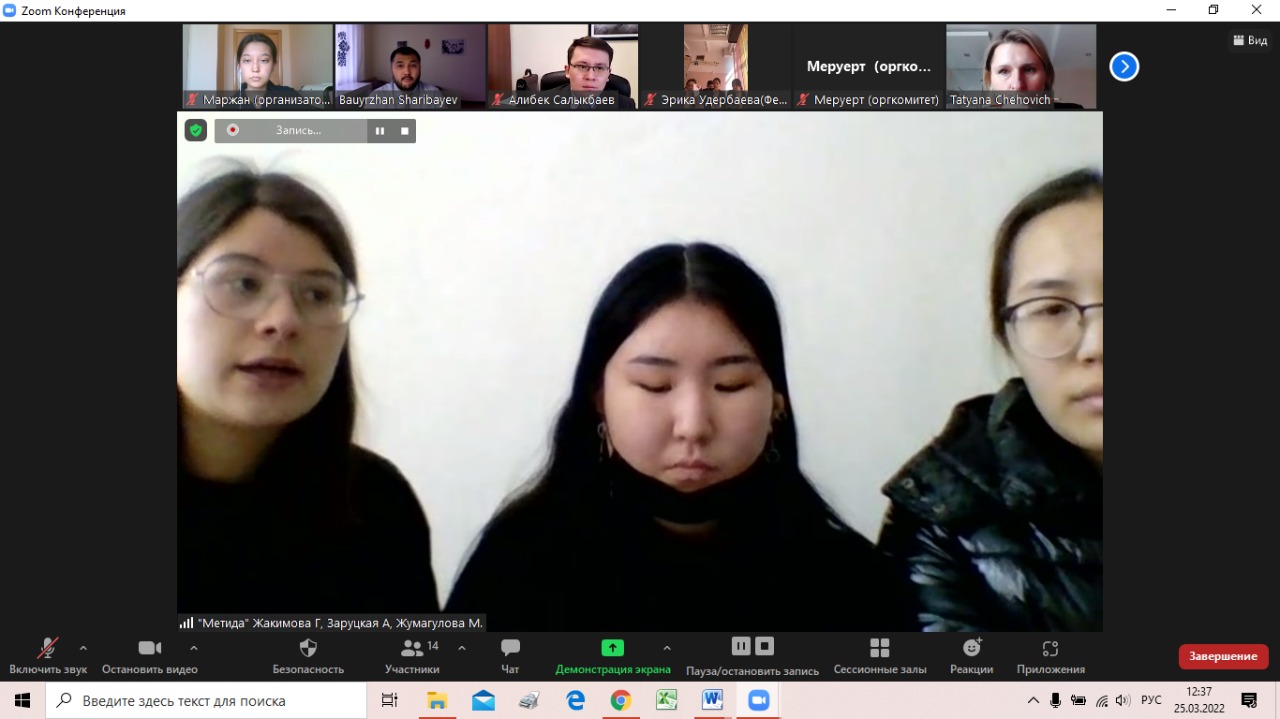 Zoom Конференция
Вид
Маржан (организато...
Bauyrzhan Sharibayev
Алибек Салыкбаев
Эрика Удербаева(Фе...
Меруерт (оргко...
Меруерт (оргкомитет)
Tatyana Chehovich
Запись...
"Метида" Жакимова Г, Заруцкая А, Жумагулова М.
14
Включить звук
Остановить видео
Безопасность
Участники
Чат
Демонстрация экрана
Пауза/остановить запись
Сессионные залы
Реакции
Приложения
Завершение
Введите здесь текст для поиска
РУС
12:37
25.03.2022